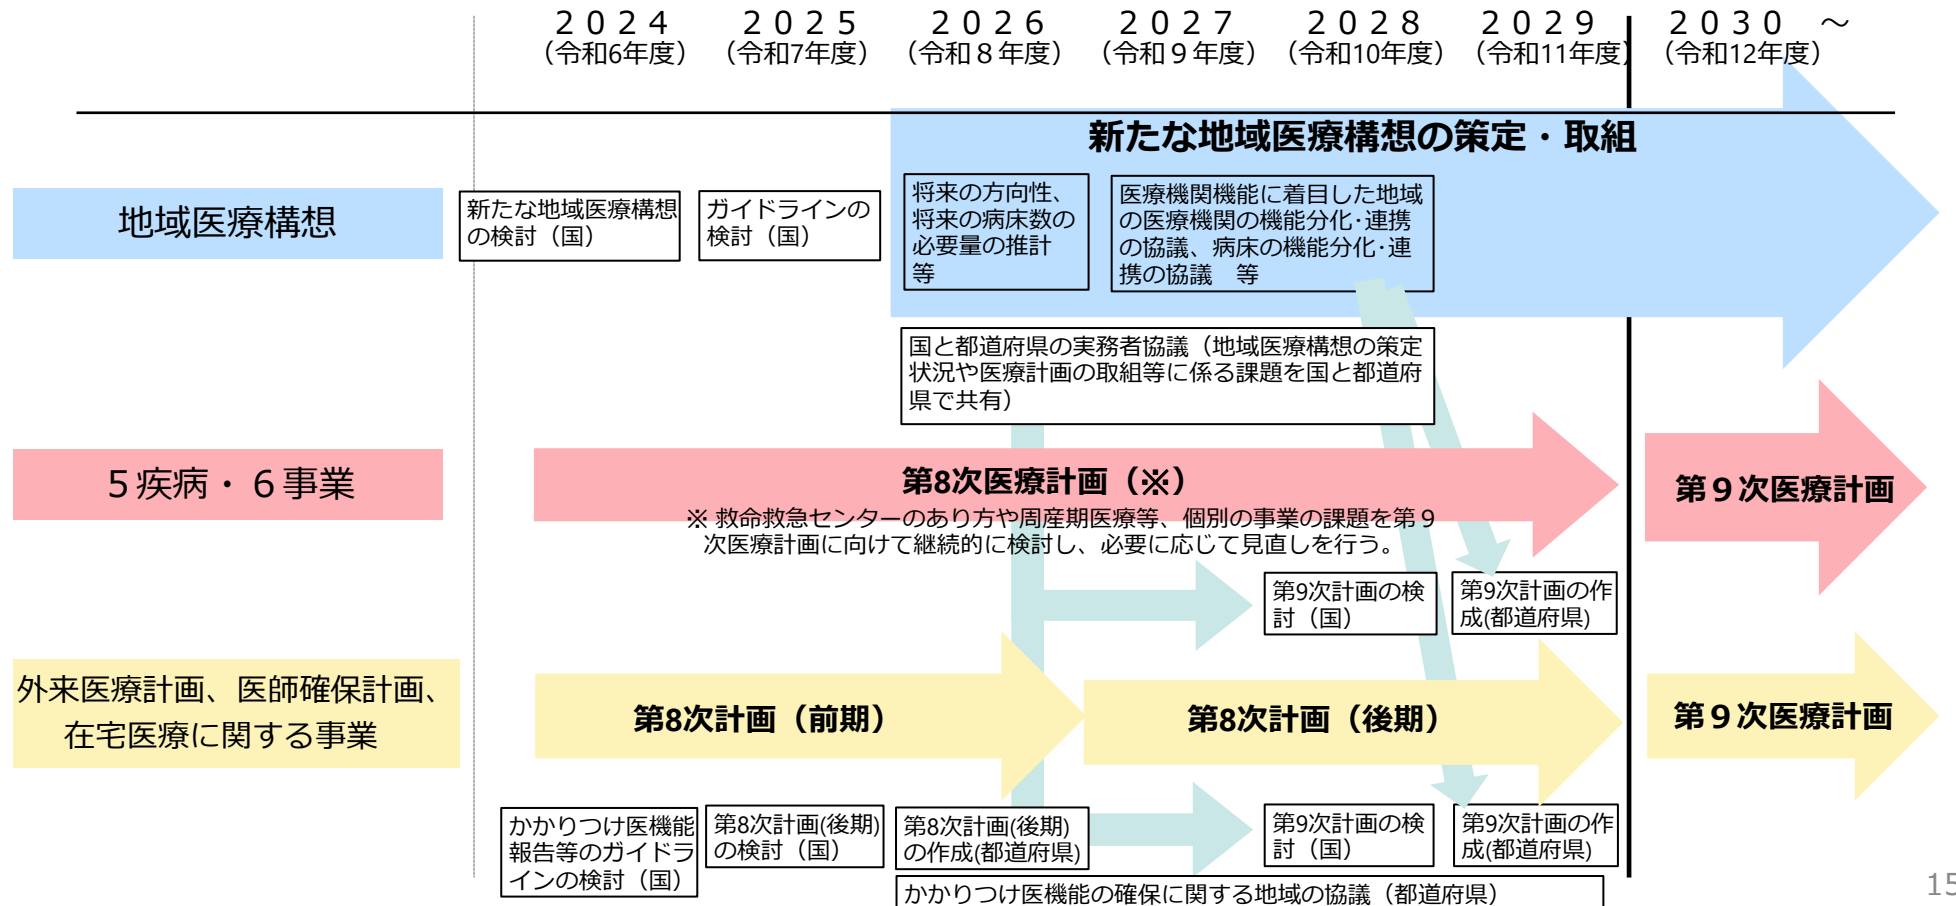 ２０２４ ２０２５ ２０２６ ２０２７ ２０２８ ２０２９ ２０３０ ～
（令和6年度） （令和7年度） （令和８年度） （令和９年度） （令和10年度） （令和11年度） （令和12年度）
新たな地域医療構想の策定・取組
地域医療構想
新たな地域医療構想
の検討（国）
ガイドラインの
検討（国）
将来の方向性、
将来の病床数の
必要量の推計
等
医療機関機能に着目した地域
の医療機関の機能分化･連携
の協議、病床の機能分化･連
携の協議　等
国と都道府県の実務者協議（地域医療構想の策定
状況や医療計画の取組等に係る課題を国と都道府
県で共有）
５疾病・６事業
第8次医療計画（※）
第９次医療計画
※ 救命救急センターのあり方や周産期医療等、個別の事業の課題を第９
次医療計画に向けて継続的に検討し、必要に応じて見直しを行う。
第9次計画の検
討（国）
第9次計画の作
成(都道府県)
外来医療計画、医師確保計画、
在宅医療に関する事業
第8次計画（前期）
第8次計画（後期）
第９次医療計画
かかりつけ医機能
報告等のガイドラ
インの検討（国）
第8次計画(後期)
の検討（国）
第8次計画(後期)
の作成(都道府県)
第9次計画の検
討（国）
第9次計画の作
成(都道府県)
かかりつけ医機能の確保に関する地域の協議（都道府県）
15